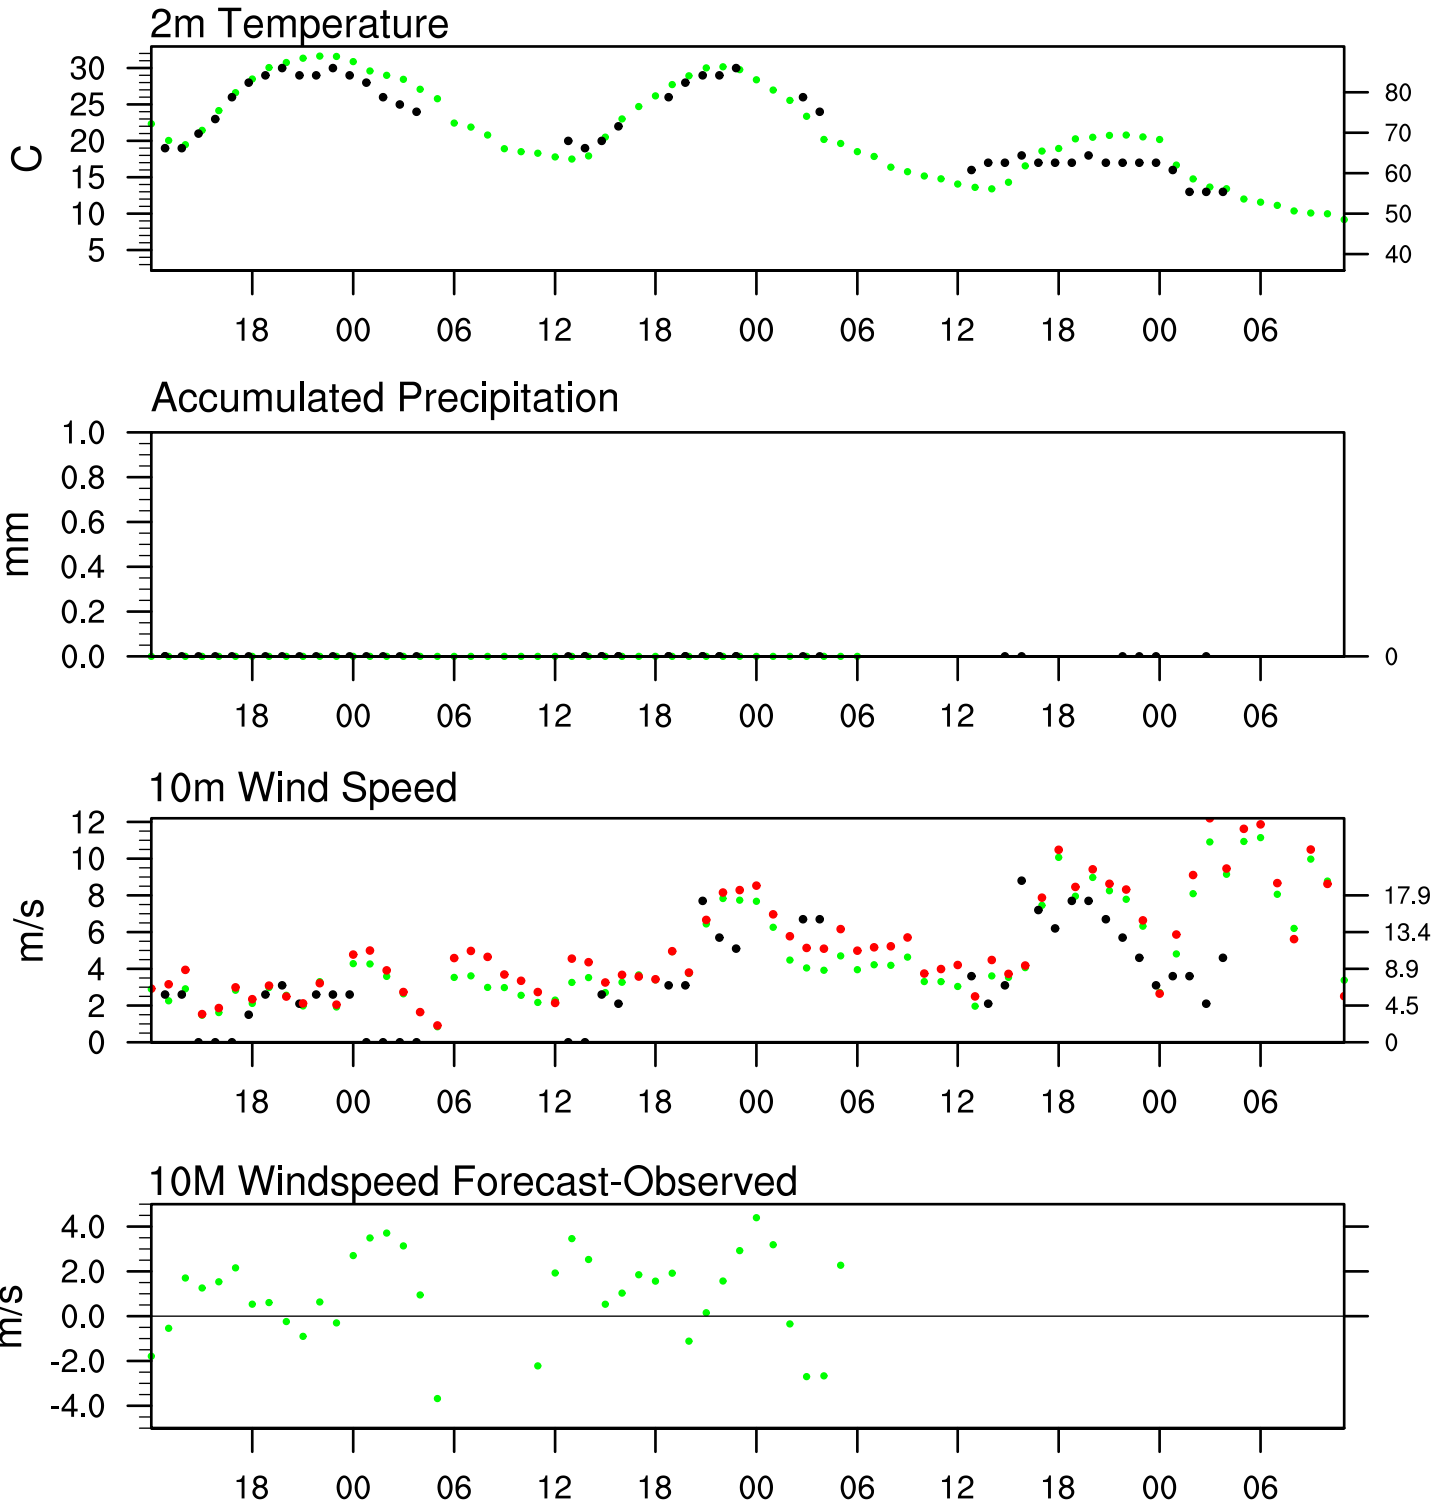 2m Temperature
30
25
20
15
10
5
C
80
70
60
50
40
18 00 06 12 18 00 06 12 18 00 06
Accumulated Precipitation
1.0
0.8
0.6
0.4
0.2
0.0
mm
0
18 00 06 12 18 00 06 12 18 00 06
10m Wind Speed
12
10
8
6
4
2
0
m/s
17.9
13.4
8.9
4.5
0
18 00 06 12 18 00 06 12 18 00 06
10M Windspeed Forecast-Observed
4.0
2.0
0.0
-2.0
-4.0
m/s
18 00 06 12 18 00 06 12 18 00 06